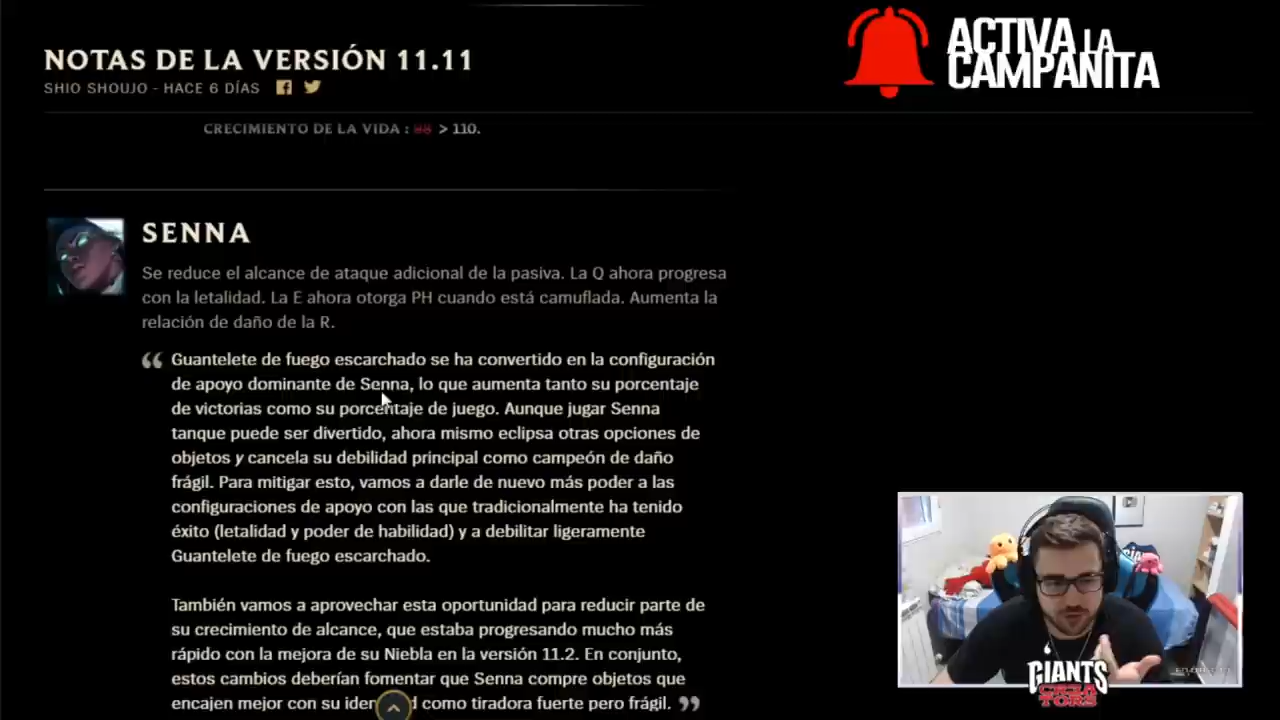 ACTIVA LA
CAMPANITA
NOTAS DE LA VERSIÓN 11.11
SHIO SHOUJO - HACE 6 DÍAS
CRECIMIENTO DE LA VIDA : 88 > 110.
SENNA
Se reduce el alcance de ataque adicional de la pasiva. La Q ahora progresa
con la letalidad. La E ahora otorga PH cuando está camuflada. Aumenta la
relación de daño de la R.
“ Guantelete de fuego escarchado se ha convertido en la configuración
de apoyo dominante de Senna, lo que aumenta tanto su porcentaje
de victorias como su porcentaje de juego. Aunque jugar Senna
tanque puede ser divertido, ahora mismo eclipsa otras opciones de
objetos y cancela su debilidad principal como campeón de daño
frágil. Para mitigar esto, vamos a darle de nuevo más poder a las
configuraciones de apoyo con las que tradicionalmente ha tenido
éxito (letalidad y poder de habilidad) y a debilitar ligeramente
Guantelete de fuego escarchado.
También vamos a aprovechar esta oportunidad para reducir parte de
su crecimiento de alcance, que estaba progresando mucho más
rápido con la mejora de su Niebla en la versión 11.2. En conjunto,
estos cambios deberían fomentar que Senna compre objetos que
encajen mejor con su iden d como tiradora fuerte pero frágil. ”
GIANTS
CREA
TORS